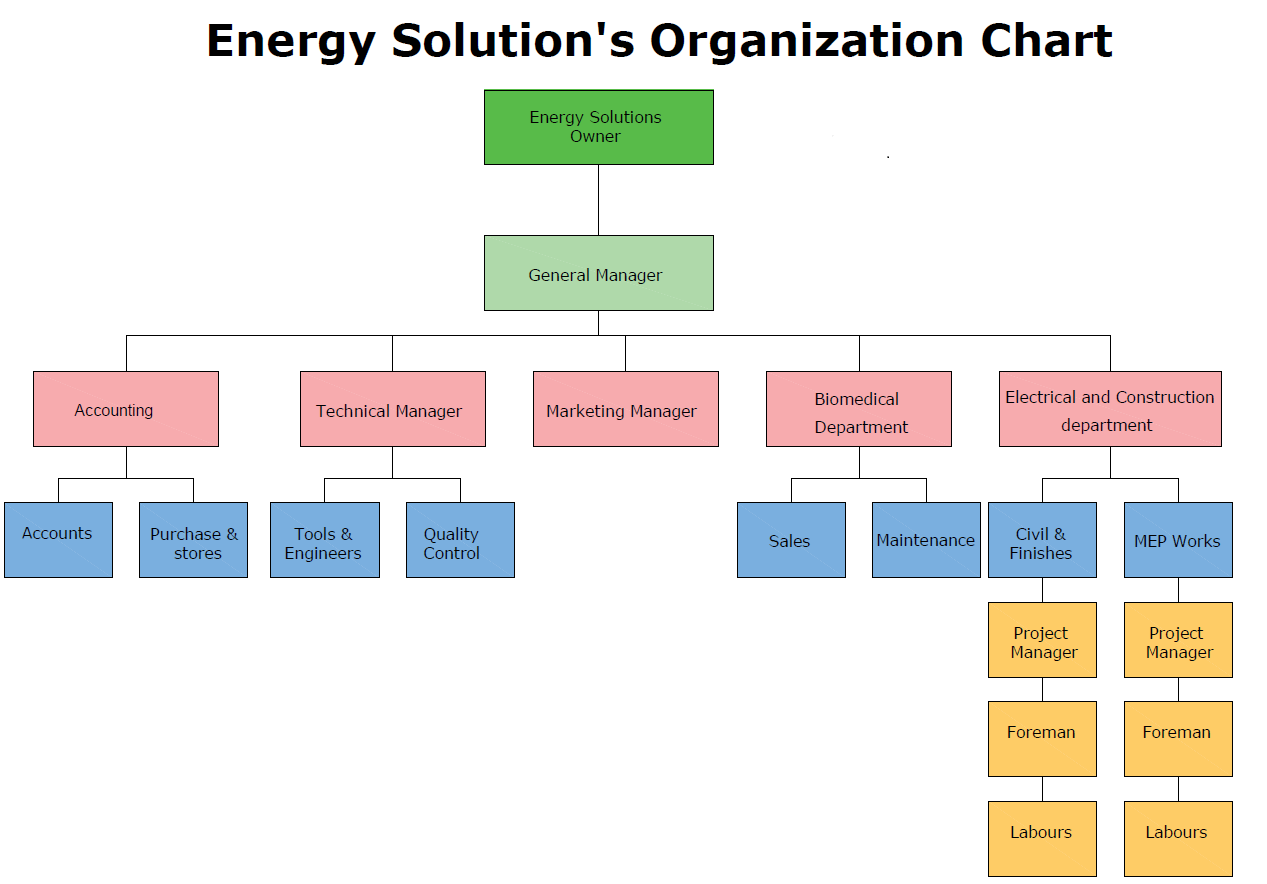 Energy Solution's Organization Chart
Energy Solutions
Owner
General Manager
Accounting
Technical Manager
Marketing Manager
Biomedical
Department
Electrical and Construction
department
Accounts
Purchase &
stores
Tools &
Engineers
Quality
Control
Sales
Maintenance
Civil &
Finishes
MEP Works
Project
Manager
Project
Manager
Foreman
Foreman
Labours
Labours